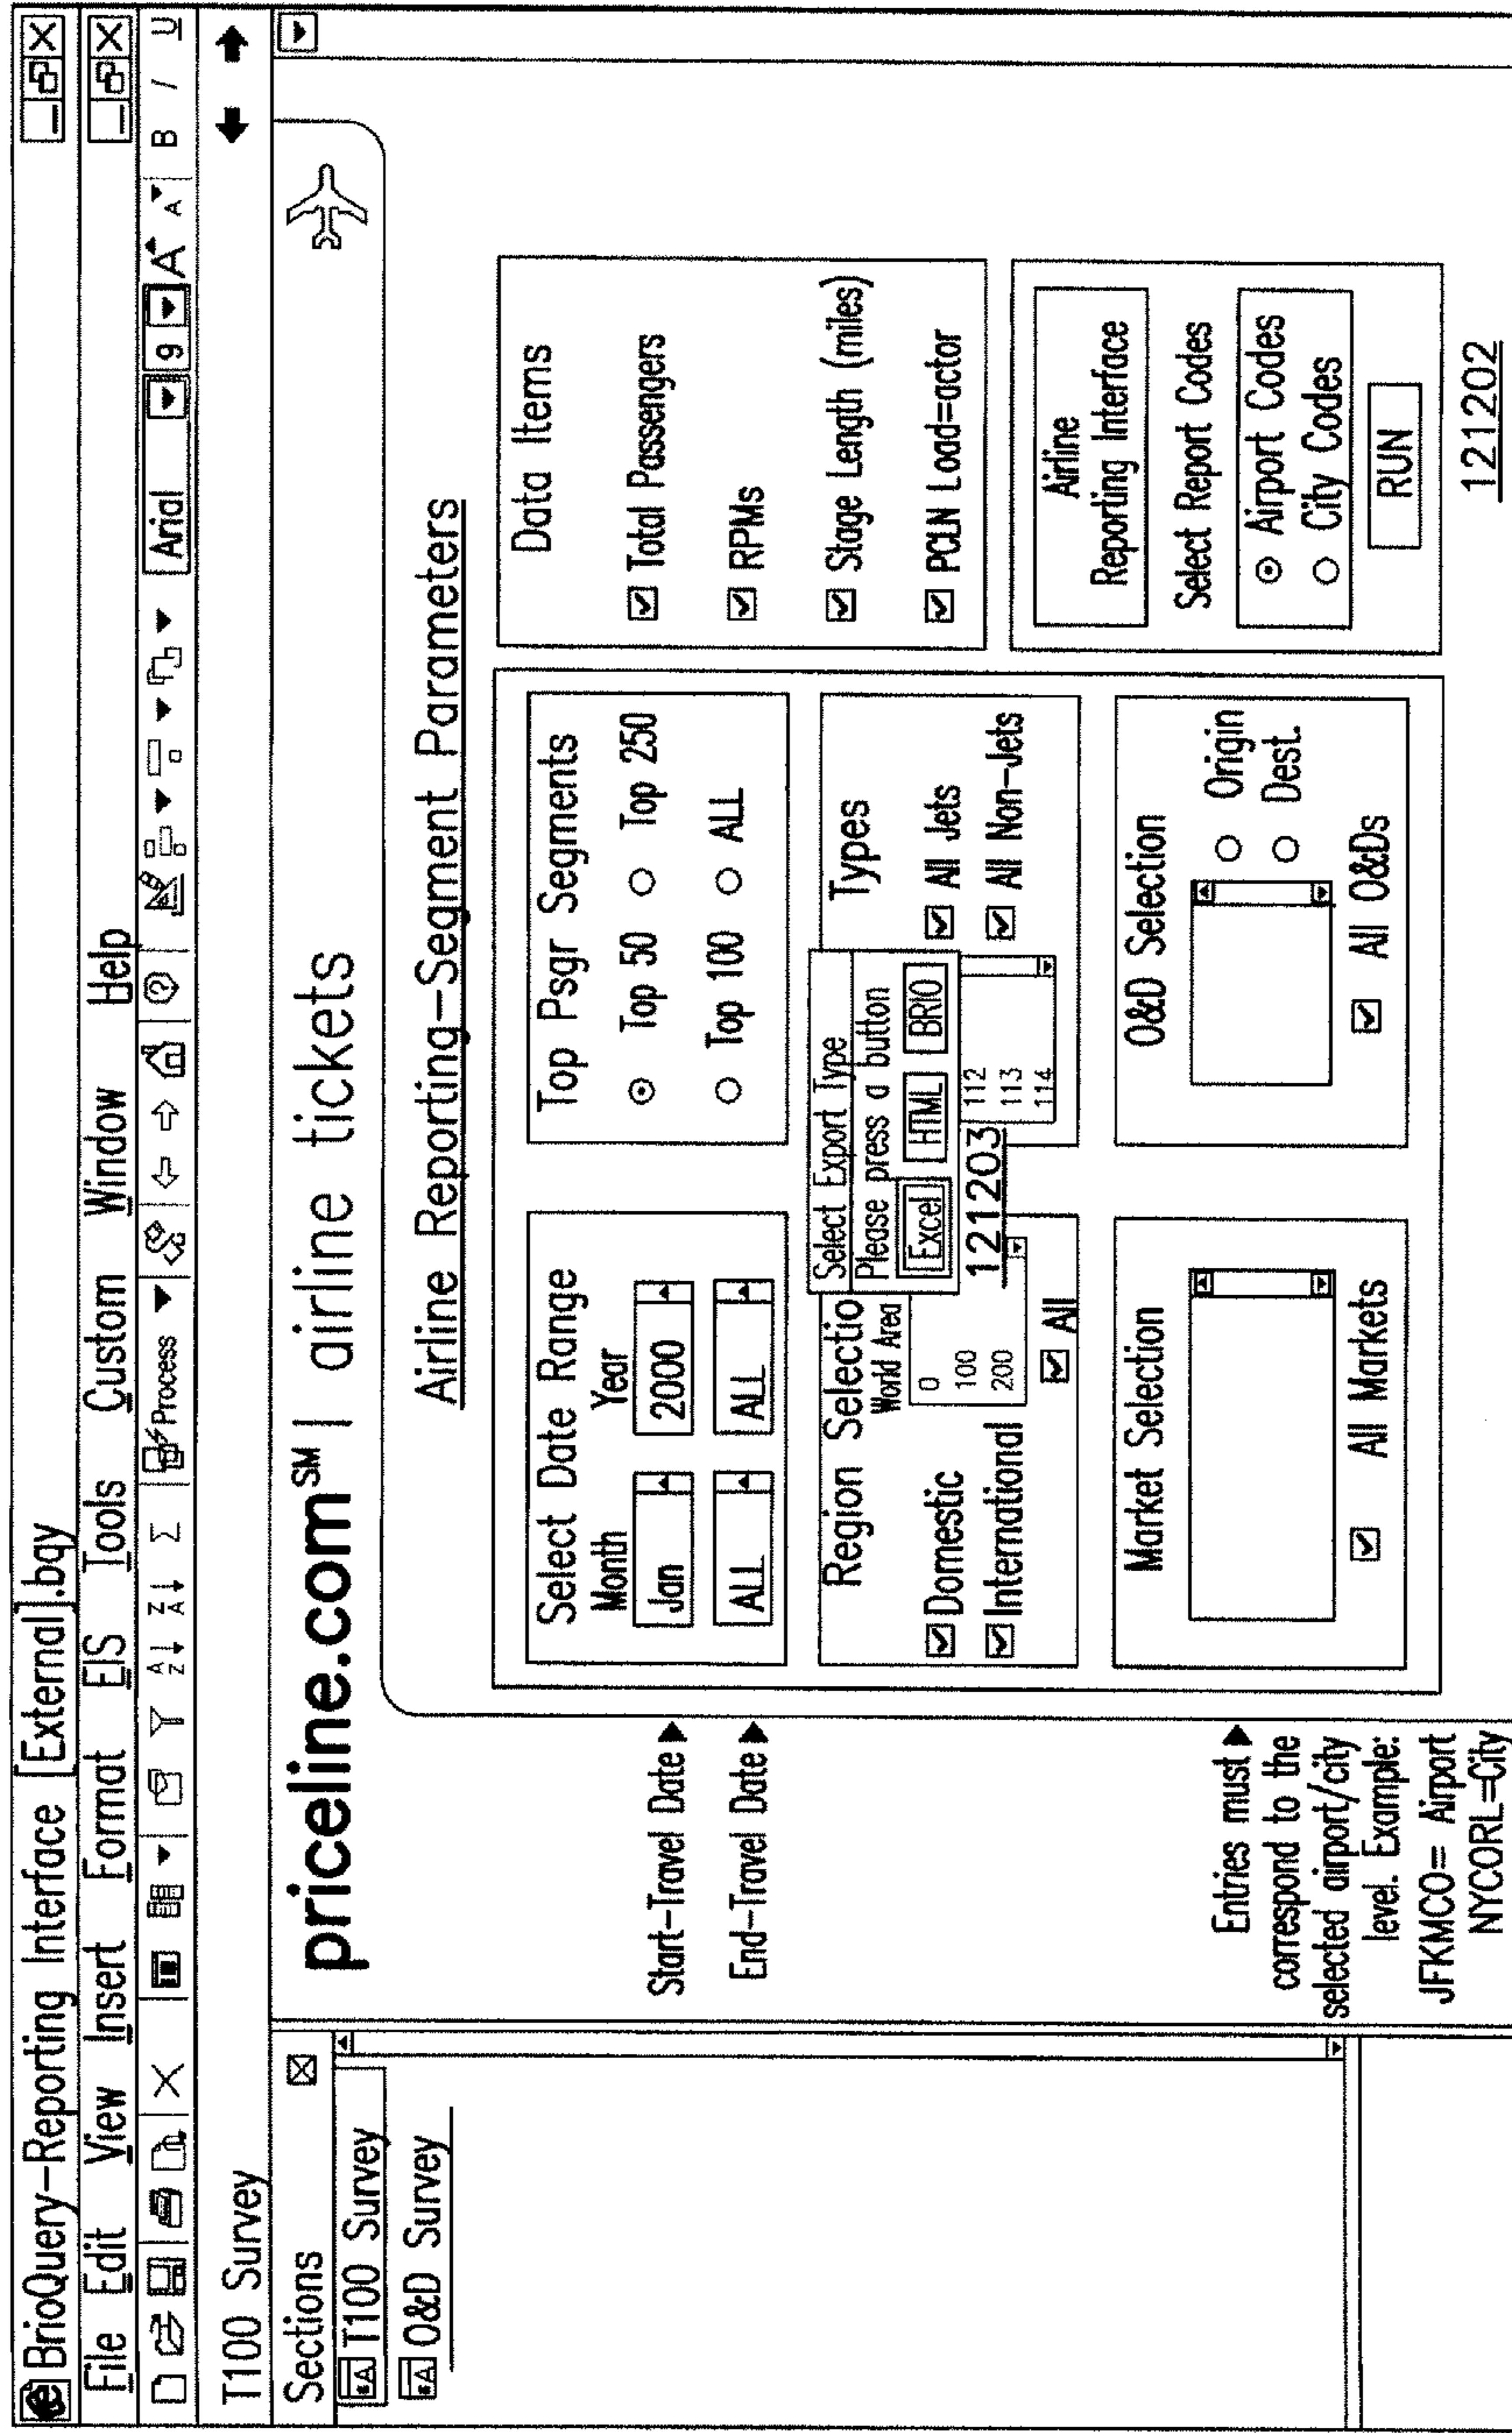 BrioQuery-Reporting Interface [External].bqy
File Edit View Insert Format EIS Tools Custom Window Help
Process Arial 9 A A B I U
T100 Survey
Sections
T100 Survey
O&D Survey
priceline.com℠ | airline tickets
Airline Reporting-Segment Parameters
Start-Travel Date
End-Travel Date
Entries must
correspond to the
selected airport/city
level. Example:
JFKMCO= Airport
NYCORL=City
Select Date Range
Month Year
Jan 2000
ALL ALL
Top Psgr Segments
Top 50 Top 250
Top 100 ALL
Region Selectio
World Area
Domestic
International
0
100
200
All
Select Export Type
Please press a button
Excel HTML BRIO
121203
Types
112
113
114
All Jets
All Non-Jets
Market Selection
All Markets
O&D Selection
Origin
Dest.
All O&Ds
Data Items
Total Passengers
RPMs
Stage Length (miles)
PCLN Load=actor
Airline
Reporting Interface
Select Report Codes
Airport Codes
City Codes
RUN
121202